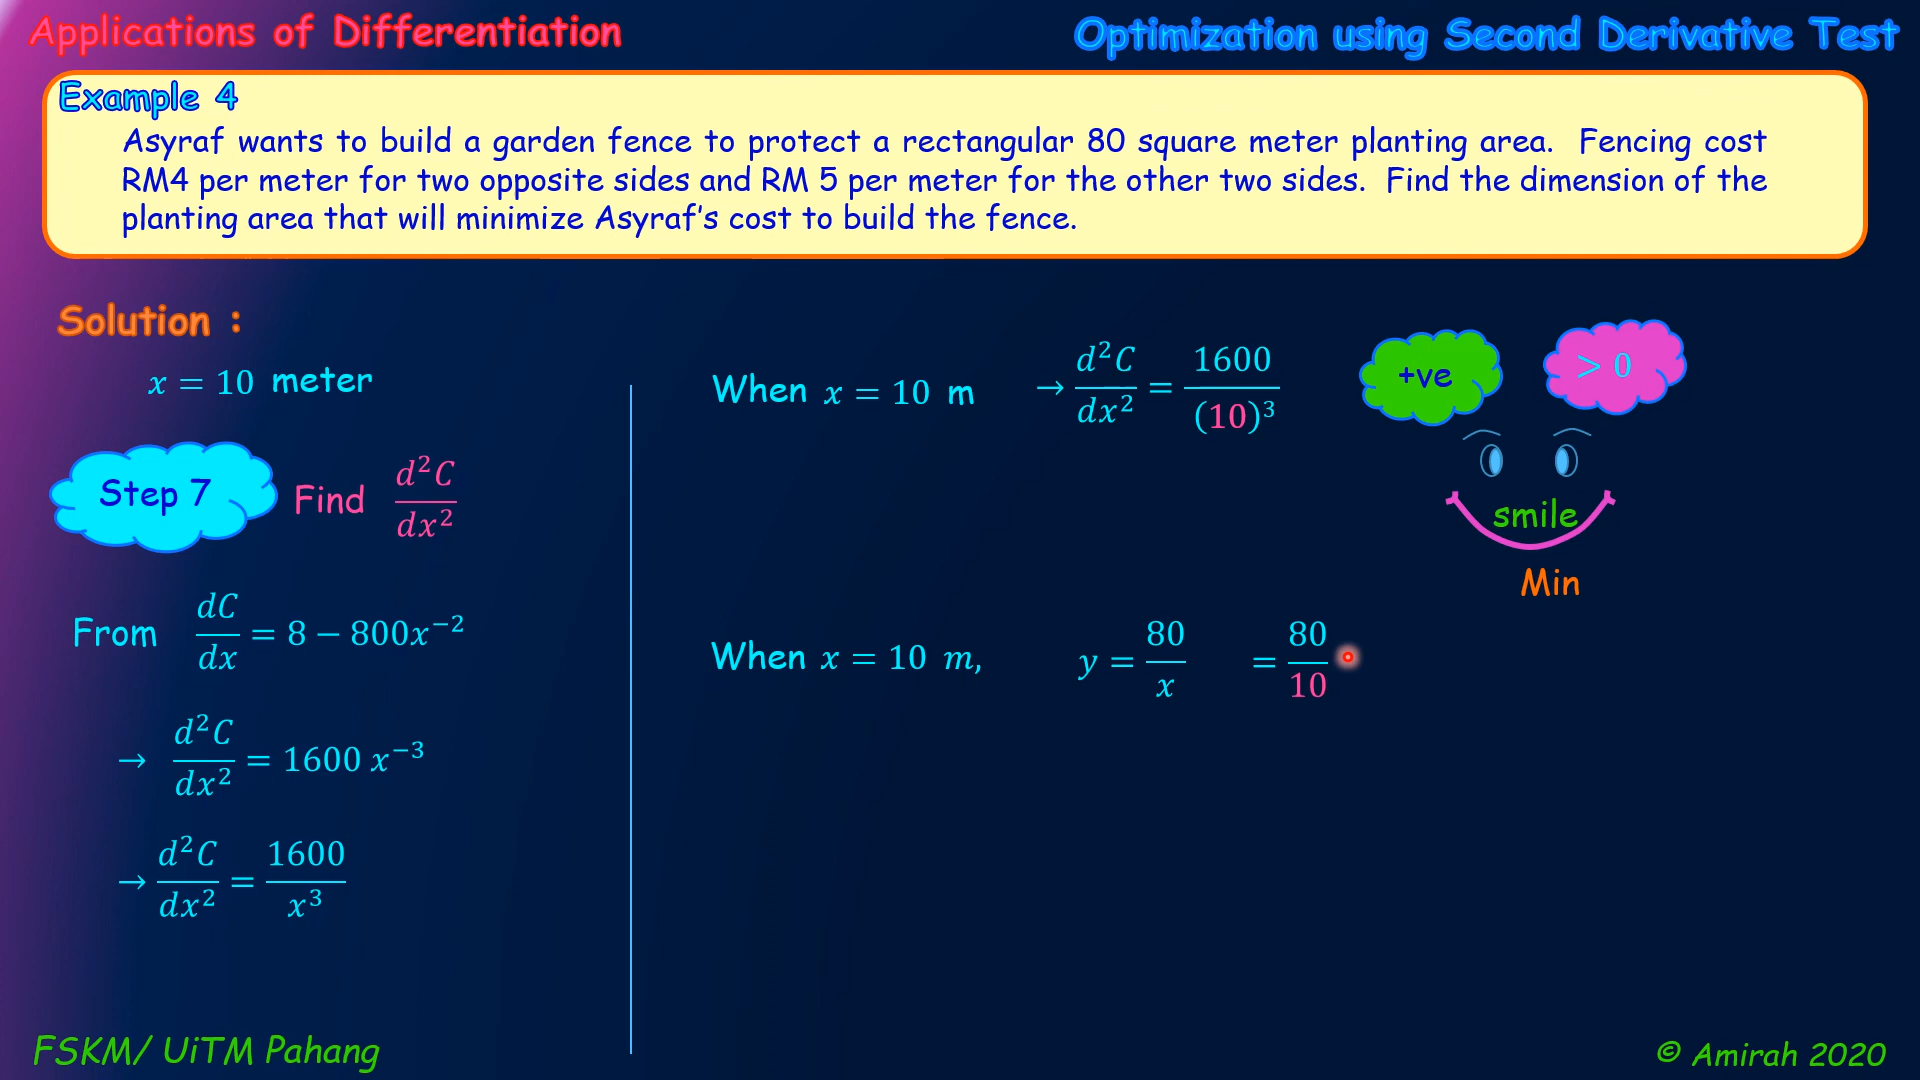 Applications of Differentiation
Optimization using Second Derivative Test
Example 4
Asyraf wants to build a garden fence to protect a rectangular 80 square meter planting area. Fencing cost
RM4 per meter for two opposite sides and RM 5 per meter for the other two sides. Find the dimension of the
planting area that will minimize Asyraf's cost to build the fence.
Solution :
x = 10 meter
Step 7
Find d²C/dx²
From dC/dx = 8 − 800x⁻²
→ d²C/dx² = 1600 x⁻³
→ d²C/dx² = 1600/x³
When x = 10 m → d²C/dx² = 1600/(10)³
+ve
> 0
smile
Min
When x = 10 m, y = 80/x = 80/10
FSKM/ UiTM Pahang
© Amirah 2020